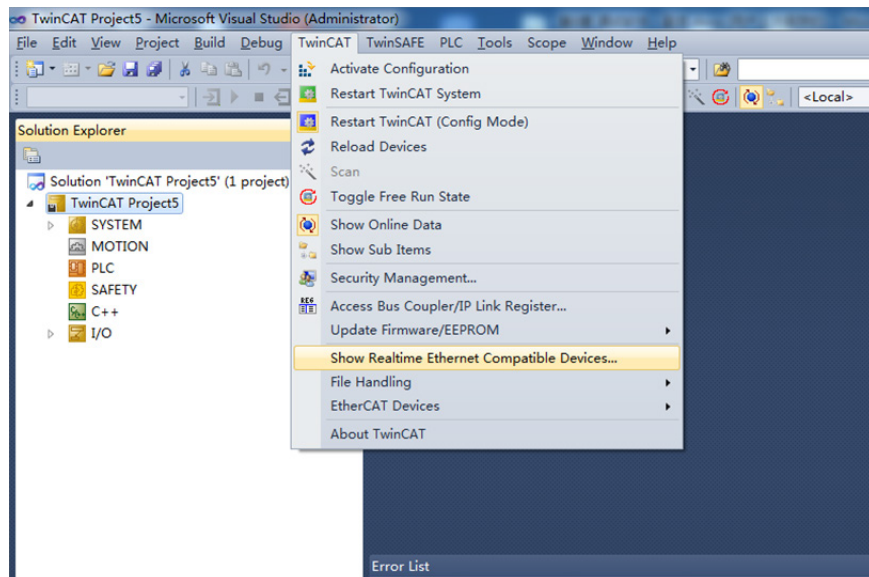 TwinCAT Project5 - Microsoft Visual Studio (Administrator)
File Edit View Project Build Debug TwinCAT TwinSAFE PLC Tools Scope Window Help
<Local>
Activate Configuration
Restart TwinCAT System
Restart TwinCAT (Config Mode)
Reload Devices
Scan
Toggle Free Run State
Show Online Data
Show Sub Items
Security Management...
REG
Access Bus Coupler/IP Link Register...
Update Firmware/EEPROM
Show Realtime Ethernet Compatible Devices...
File Handling
EtherCAT Devices
About TwinCAT
Solution Explorer
Solution 'TwinCAT Project5' (1 project)
TwinCAT Project5
SYSTEM
MOTION
PLC
SAFETY
C++
I/O
Error List